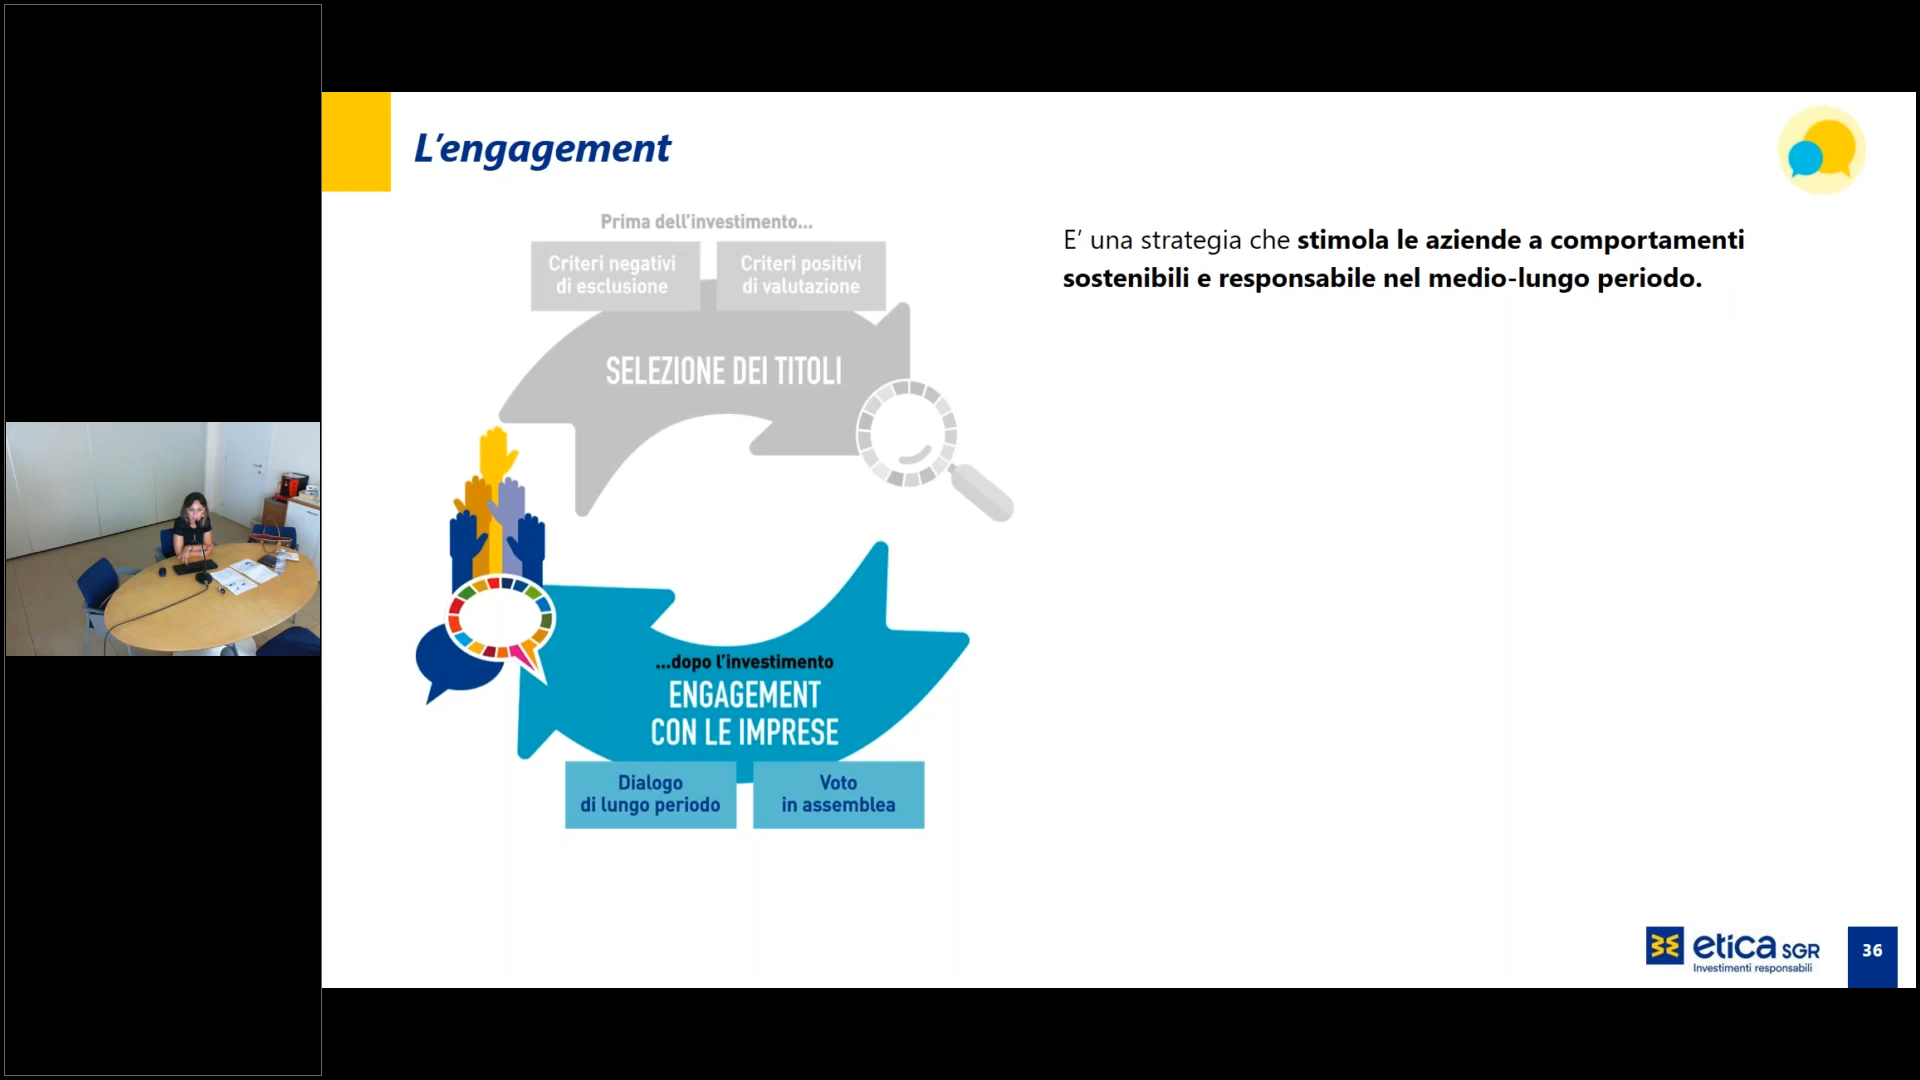 L'engagement
Prima dell'investimento...
Criteri negativi
di esclusione
Criteri positivi
di valutazione
SELEZIONE DEI TITOLI
...dopo l'investimento
ENGAGEMENT
CON LE IMPRESE
Dialogo
di lungo periodo
Voto
in assemblea
E' una strategia che stimola le aziende a comportamenti
sostenibili e responsabile nel medio-lungo periodo.
etica SGR
Investimenti responsabili
36